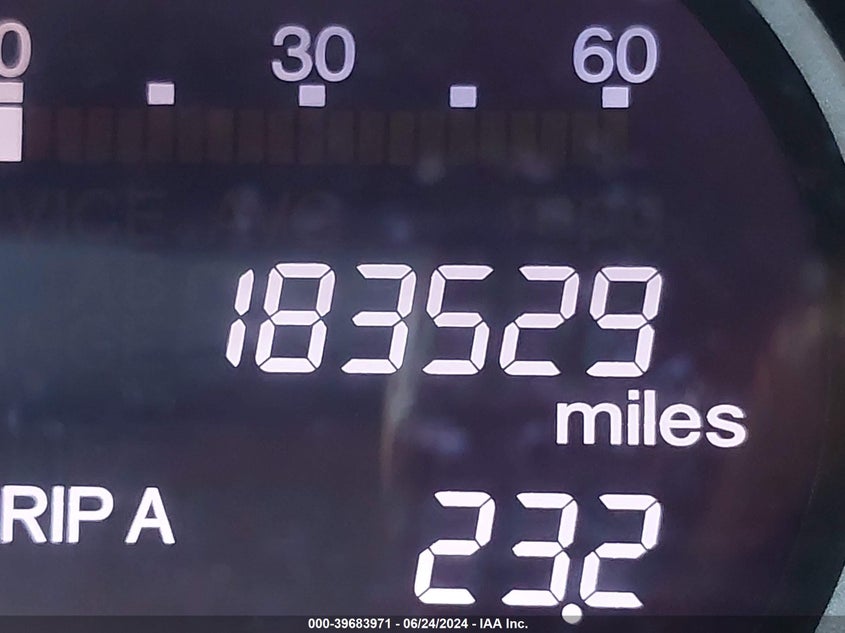 0 30 60
183529
miles
RIP A 23.2
000-39683971 - 06/24/2024 - IAA Inc.